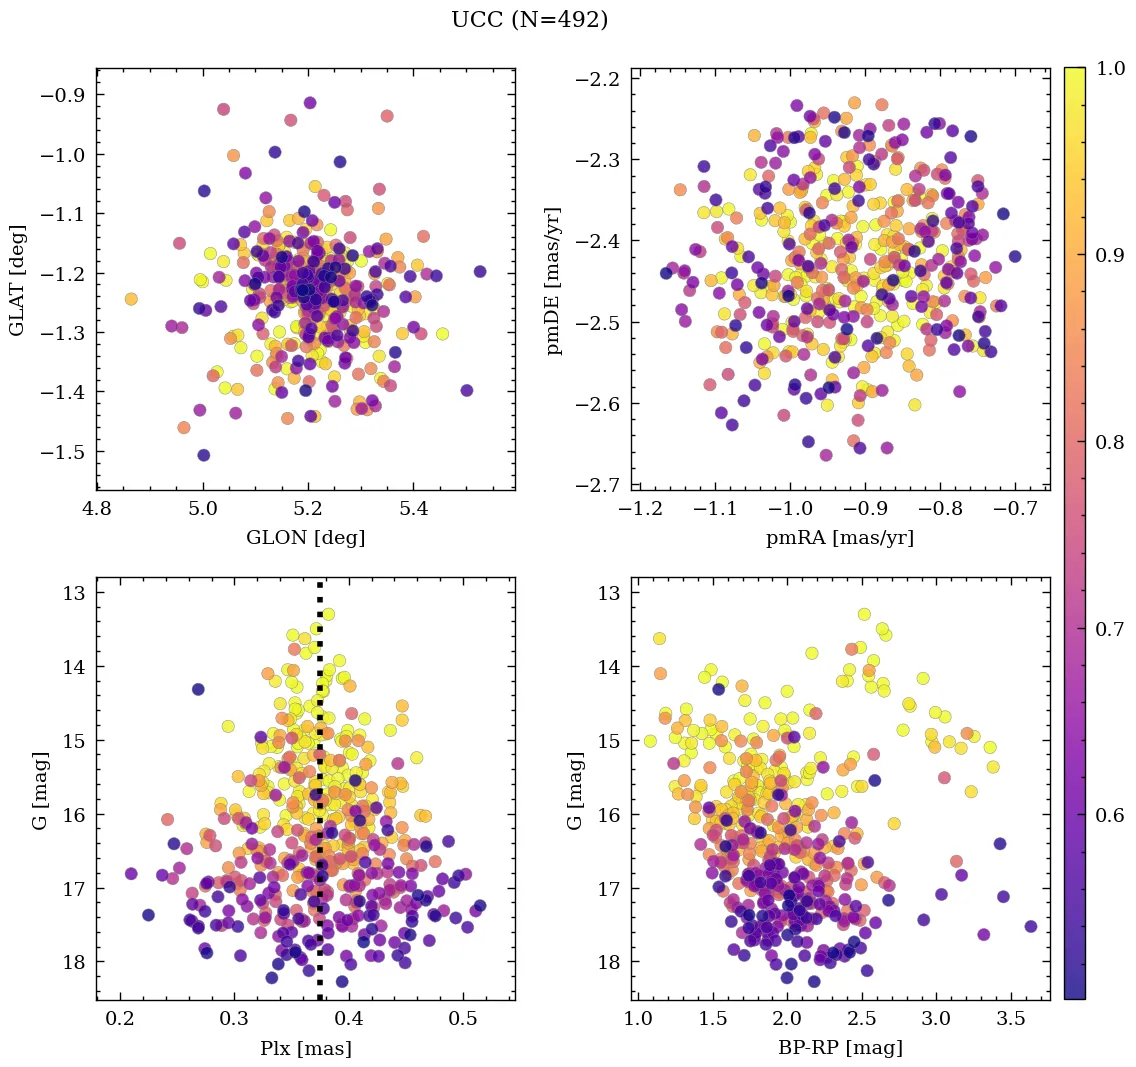 UCC (N=492)
−0.9
−1.0
−1.1
−1.2
−1.3
−1.4
−1.5
GLAT [deg]
4.8 5.0 5.2 5.4
GLON [deg]
−2.2
−2.3
−2.4
−2.5
−2.6
−2.7
pmDE [mas/yr]
−1.2 −1.1 −1.0 −0.9 −0.8 −0.7
pmRA [mas/yr]
13
14
15
16
17
18
G [mag]
0.2 0.3 0.4 0.5
Plx [mas]
13
14
15
16
17
18
G [mag]
1.0 1.5 2.0 2.5 3.0 3.5
BP-RP [mag]
1.0
0.9
0.8
0.7
0.6